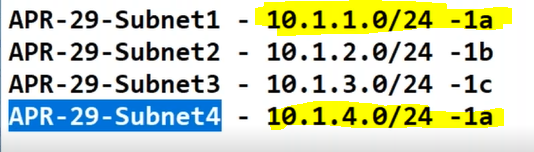 APR-29-Subnet1 - 10.1.1.0/24 -1a
APR-29-Subnet2 - 10.1.2.0/24 -1b
APR-29-Subnet3 - 10.1.3.0/24 -1c
APR-29-Subnet4 - 10.1.4.0/24 -1a